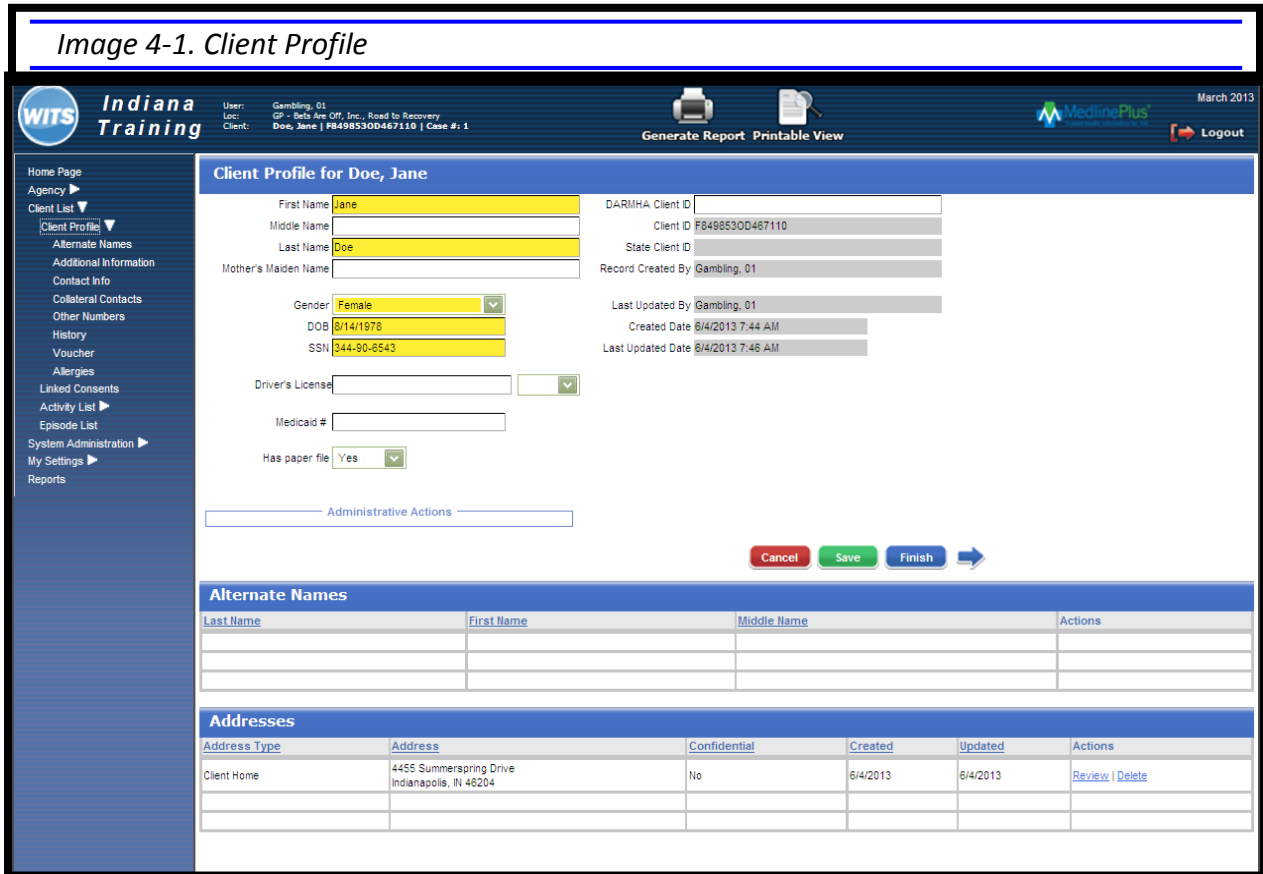 Image 4-1. Client Profile
WITS
Indiana
Training
User: Gambling, 01
Loc: GP - Bets Are Off, Inc., Road to Recovery
Client: Doe, Jane | F849853OD467110 | Case #: 1
Generate Report Printable View
MedlinePlus
March 2013
Logout
Home Page
Agency
Client List
Client Profile
Alternate Names
Additional Information
Contact Info
Collateral Contacts
Other Numbers
History
Voucher
Allergies
Linked Consents
Activity List
Episode List
System Administration
My Settings
Reports
Client Profile for Doe, Jane
First Name Jane
Middle Name
Last Name Doe
Mother's Maiden Name
Gender Female
DOB 8/14/1978
SSN 344-90-6543
Driver's License
Medicaid #
Has paper file Yes
DARMHA Client ID
Client ID F849853OD467110
State Client ID
Record Created By Gambling, 01
Last Updated By Gambling, 01
Created Date 6/4/2013 7:44 AM
Last Updated Date 6/4/2013 7:46 AM
Administrative Actions
Cancel Save Finish
Alternate Names
Last Name First Name Middle Name Actions
Addresses
Address Type Address Confidential Created Updated Actions
Client Home 4455 Summerspring Drive No 6/4/2013 6/4/2013 Review | Delete
Indianapolis, IN 46204